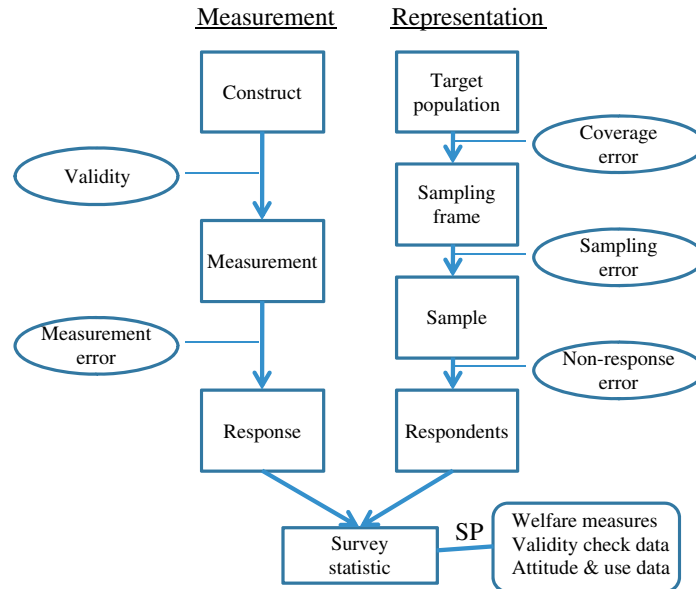 Measurement
Representation
Construct
Target
population
Coverage
error
Validity
Sampling
frame
Measurement
Sampling
error
Measurement
error
Sample
Non-response
error
Response
Respondents
Survey
statistic
SP
Welfare measures
Validity check data
Attitude & use data